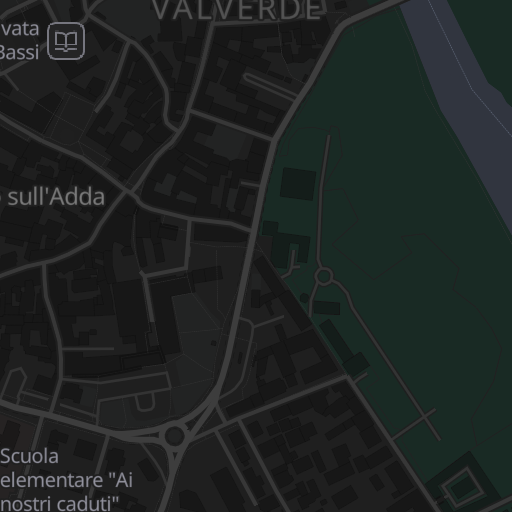 VALVERDE
vata
Bassi
sull'Adda
Scuola
elementare "Ai
nostri caduti"